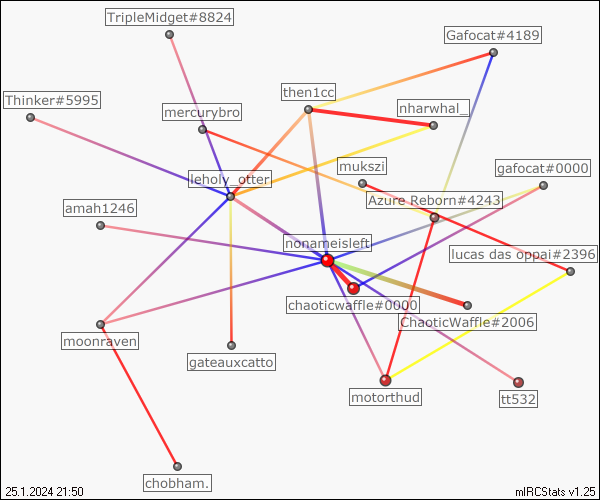 TripleMidget#8824
Gafocat#4189
Thinker#5995
then1cc
nharwhal_
mercurybro
mukszi
gafocat#0000
leholy_otter
Azure Reborn#4243
amah1246
nonameisleft
lucas das oppai#2396
chaoticwaffle#0000
ChaoticWaffle#2006
moonraven
gateauxcatto
motorthud
tt532
chobham.
25.1.2024 21:50
mIRCStats v1.25